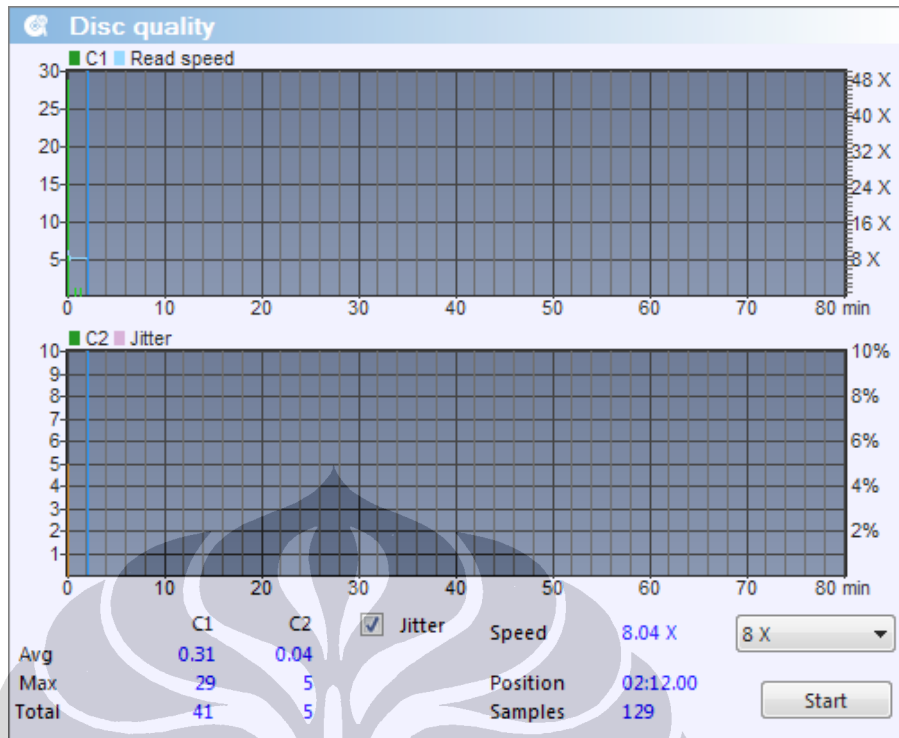 Disc quality
C1 Read speed
30
25
20
15
10
5
48 X
40 X
32 X
24 X
16 X
8 X
0 10 20 30 40 50 60 70 80 min
C2 Jitter
10
9
8
7
6
5
4
3
2
1
10%
8%
6%
4%
2%
0 10 20 30 40 50 60 70 80 min
C1 C2 Jitter
Avg 0.31 0.04
Max 29 5
Total 41 5
Speed 8.04 X
Position 02:12.00
Samples 129
8 X
Start